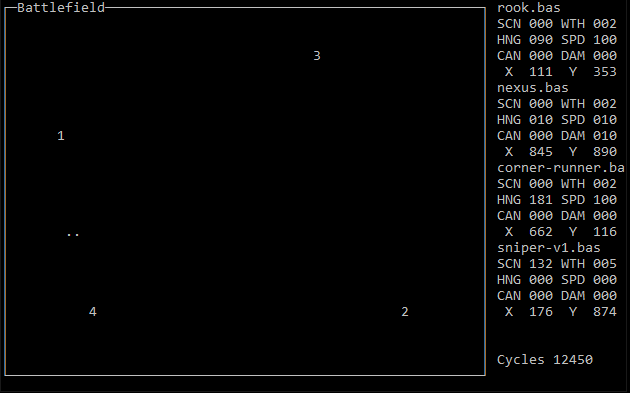 Battlefield
3
1
..
4 2
rook.bas
SCN 000 WTH 002
HNG 090 SPD 100
CAN 000 DAM 000
X 111 Y 353
nexus.bas
SCN 000 WTH 002
HNG 010 SPD 010
CAN 000 DAM 010
X 845 Y 890
corner-runner.ba
SCN 000 WTH 002
HNG 181 SPD 100
CAN 000 DAM 000
X 662 Y 116
sniper-v1.bas
SCN 132 WTH 005
HNG 000 SPD 000
CAN 000 DAM 000
X 176 Y 874
Cycles 12450